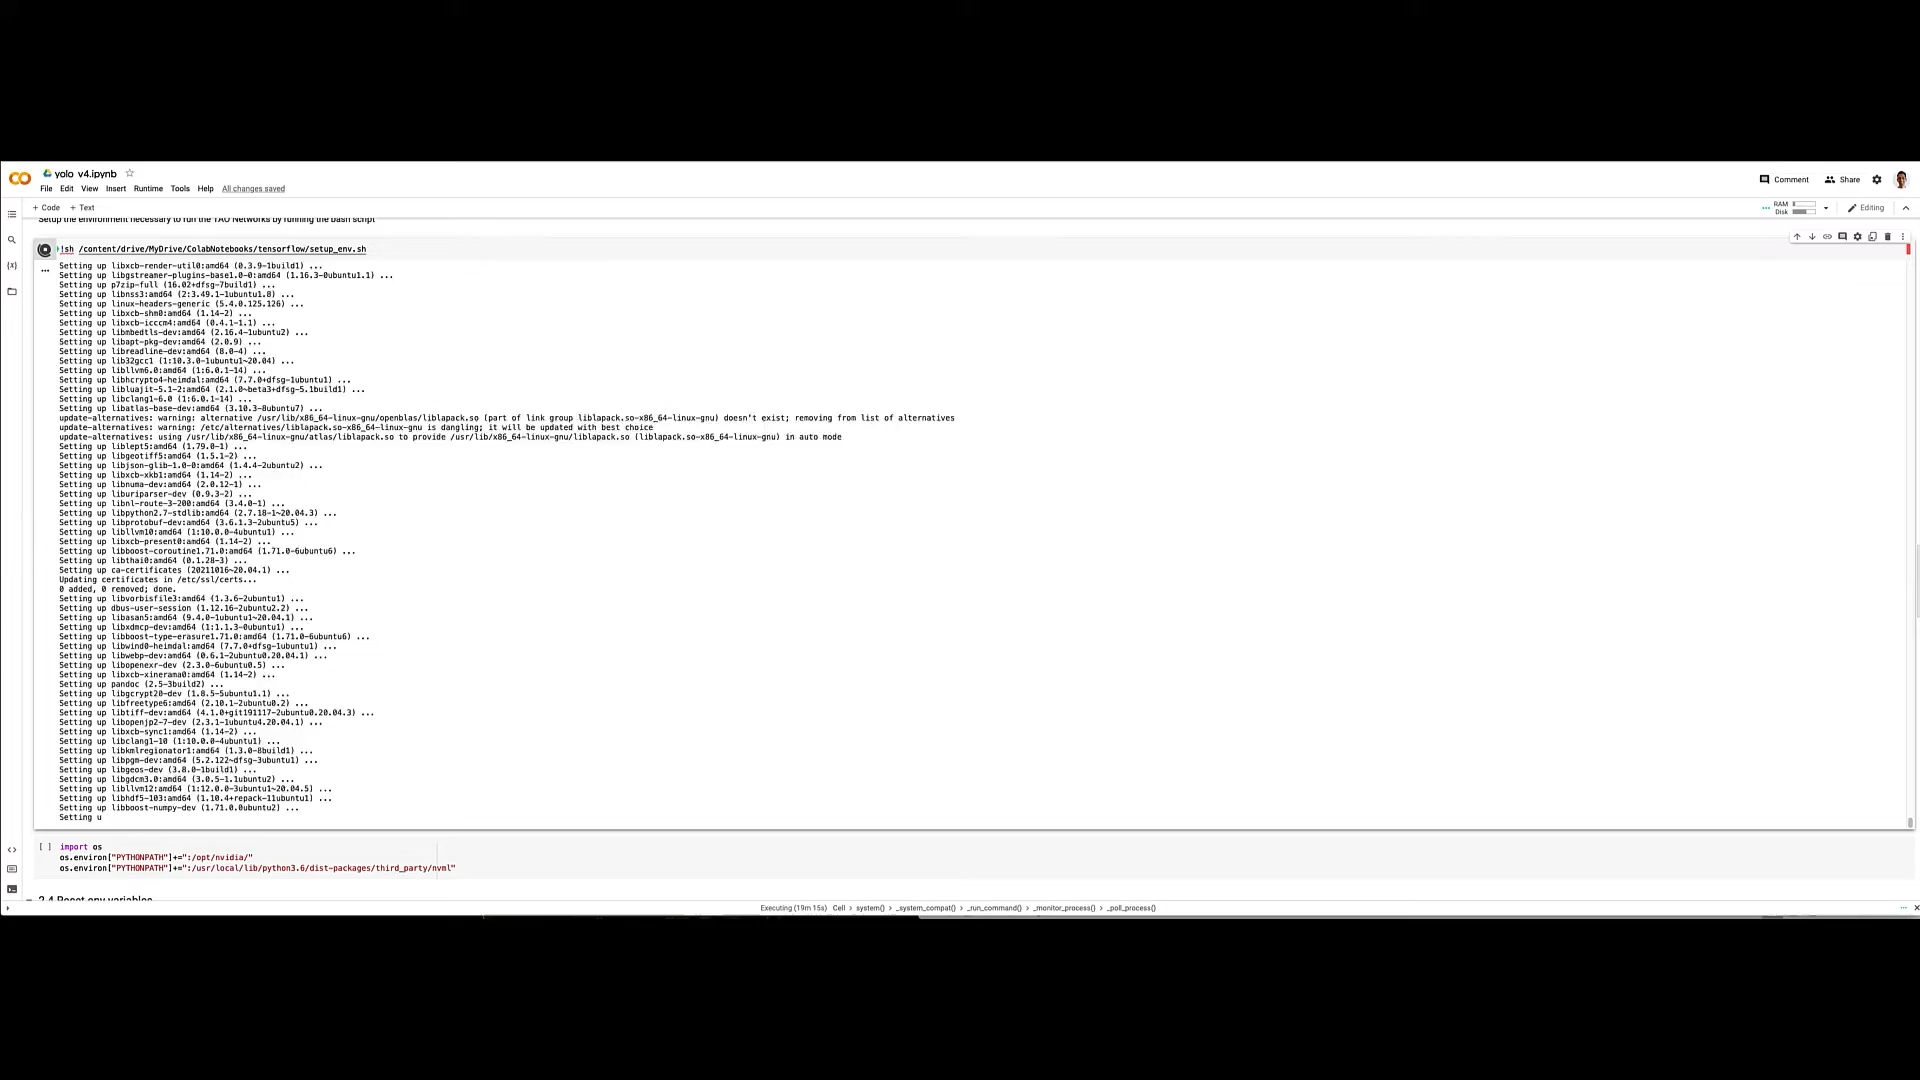 yolo_v4.ipynb
File Edit View Insert Runtime Tools Help All changes saved
Comment Share
+ Code + Text
RAM
Disk
Editing
Setup the environment necessary to run the TAO Networks by running the bash script
!sh /content/drive/MyDrive/ColabNotebooks/tensorflow/setup_env.sh
Setting up libxcb-render-util0:amd64 (0.3.9-1build1) ...
Setting up libgstreamer-plugins-base1.0-0:amd64 (1.16.3-0ubuntu1.1) ...
Setting up p7zip-full (16.02+dfsg-7build1) ...
Setting up libnss3:amd64 (2:3.49.1-1ubuntu1.8) ...
Setting up linux-headers-generic (5.4.0.125.126) ...
Setting up libxcb-shm0:amd64 (1.14-2) ...
Setting up libxcb-icccm4:amd64 (0.4.1-1.1) ...
Setting up libmbedtls-dev:amd64 (2.16.4-1ubuntu2) ...
Setting up libapt-pkg-dev:amd64 (2.0.9) ...
Setting up libreadline-dev:amd64 (8.0-4) ...
Setting up lib32gcc1 (1:10.3.0-1ubuntu1~20.04) ...
Setting up libllvm6.0:amd64 (1:6.0.1-14) ...
Setting up libhcrypto4-heimdal:amd64 (7.7.0+dfsg-1ubuntu1) ...
Setting up libluajit-5.1-2:amd64 (2.1.0~beta3+dfsg-5.1build1) ...
Setting up libclang1-6.0 (1:6.0.1-14) ...
Setting up libatlas-base-dev:amd64 (3.10.3-8ubuntu7) ...
update-alternatives: warning: alternative /usr/lib/x86_64-linux-gnu/openblas/liblapack.so (part of link group liblapack.so-x86_64-linux-gnu) doesn't exist; removing from list of alternatives
update-alternatives: warning: /etc/alternatives/liblapack.so-x86_64-linux-gnu is dangling; it will be updated with best choice
update-alternatives: using /usr/lib/x86_64-linux-gnu/atlas/liblapack.so to provide /usr/lib/x86_64-linux-gnu/liblapack.so (liblapack.so-x86_64-linux-gnu) in auto mode
Setting up liblept5:amd64 (1.79.0-1) ...
Setting up libgeotiff5:amd64 (1.5.1-2) ...
Setting up libjson-glib-1.0-0:amd64 (1.4.4-2ubuntu2) ...
Setting up libxcb-xkb1:amd64 (1.14-2) ...
Setting up libnuma-dev:amd64 (2.0.12-1) ...
Setting up liburiparser-dev (0.9.3-2) ...
Setting up libnl-route-3-200:amd64 (3.4.0-1) ...
Setting up libpython2.7-stdlib:amd64 (2.7.18-1~20.04.3) ...
Setting up libprotobuf-dev:amd64 (3.6.1.3-2ubuntu5) ...
Setting up libllvm10:amd64 (1:10.0.0-4ubuntu1) ...
Setting up libxcb-present0:amd64 (1.14-2) ...
Setting up libboost-coroutine1.71.0:amd64 (1.71.0-6ubuntu6) ...
Setting up libthai0:amd64 (0.1.28-3) ...
Setting up ca-certificates (20211016~20.04.1) ...
Updating certificates in /etc/ssl/certs...
0 added, 0 removed; done.
Setting up libvorbisfile3:amd64 (1.3.6-2ubuntu1) ...
Setting up dbus-user-session (1.12.16-2ubuntu2.2) ...
Setting up libasan5:amd64 (9.4.0-1ubuntu1~20.04.1) ...
Setting up libxdmcp-dev:amd64 (1:1.1.3-0ubuntu1) ...
Setting up libboost-type-erasure1.71.0:amd64 (1.71.0-6ubuntu6) ...
Setting up libwind0-heimdal:amd64 (7.7.0+dfsg-1ubuntu1) ...
Setting up libwebp-dev:amd64 (0.6.1-2ubuntu0.20.04.1) ...
Setting up libopenexr-dev (2.3.0-6ubuntu0.5) ...
Setting up libxcb-xinerama0:amd64 (1.14-2) ...
Setting up pandoc (2.5-3build2) ...
Setting up libgcrypt20-dev (1.8.5-5ubuntu1.1) ...
Setting up libfreetype6:amd64 (2.10.1-2ubuntu0.2) ...
Setting up libtiff-dev:amd64 (4.1.0+git191117-2ubuntu0.20.04.3) ...
Setting up libopenjp2-7-dev (2.3.1-1ubuntu4.20.04.1) ...
Setting up libxcb-sync1:amd64 (1.14-2) ...
Setting up libclang1-10 (1:10.0.0-4ubuntu1) ...
Setting up libkmlregionator1:amd64 (1.3.0-8build1) ...
Setting up libpgm-dev:amd64 (5.2.122~dfsg-3ubuntu1) ...
Setting up libgeos-dev (3.8.0-1build1) ...
Setting up libgdcm3.0:amd64 (3.0.5-1.1ubuntu2) ...
Setting up libllvm12:amd64 (1:12.0.0-3ubuntu1~20.04.5) ...
Setting up libhdf5-103:amd64 (1.10.4+repack-11ubuntu1) ...
Setting up libboost-numpy-dev (1.71.0.0ubuntu2) ...
Setting u
[ ] import os
os.environ["PYTHONPATH"]+=":/opt/nvidia/"
os.environ["PYTHONPATH"]+=":/usr/local/lib/python3.6/dist-packages/third_party/nvml"
2.4 Reset env variables
Executing (19m 15s) Cell > system() > _system_compat() > _run_command() > _monitor_process() > _poll_process()